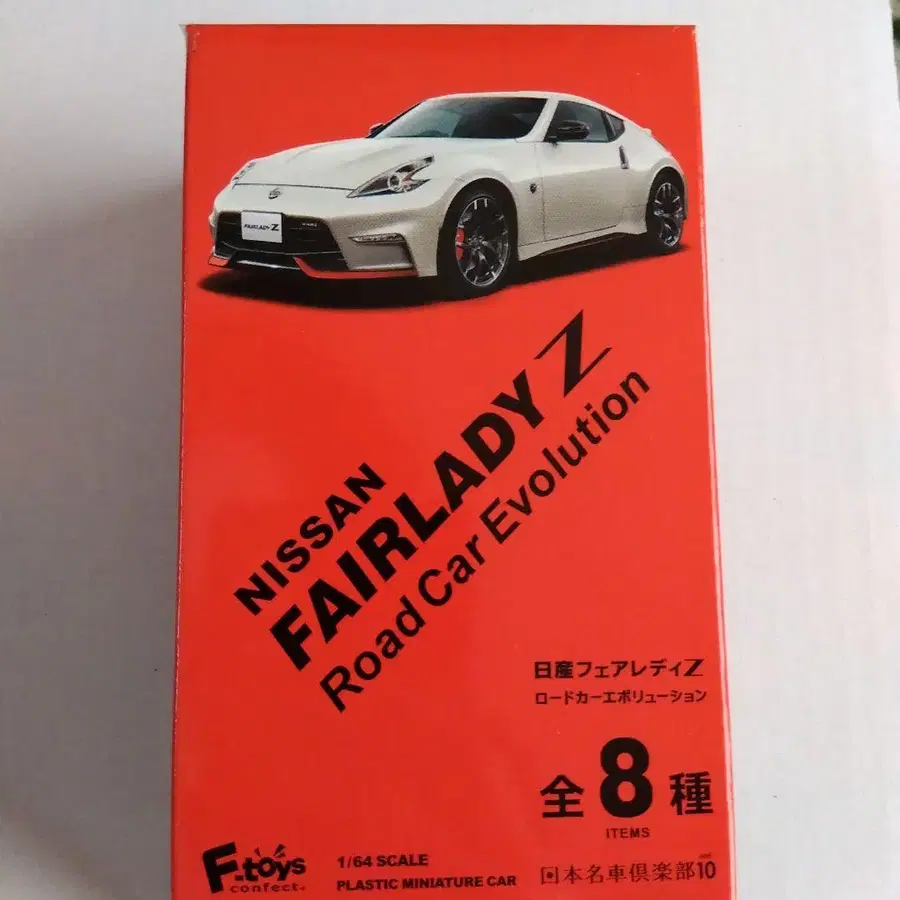 FAIRLADY Z
NISSAN
FAIRLADY Z
Road Car Evolution
日産フェアレディZ
ロードカーエボリューション
全8種
ITEMS
F-toys
confect.
1/64 SCALE
PLASTIC MINIATURE CAR
日本名車倶楽部10